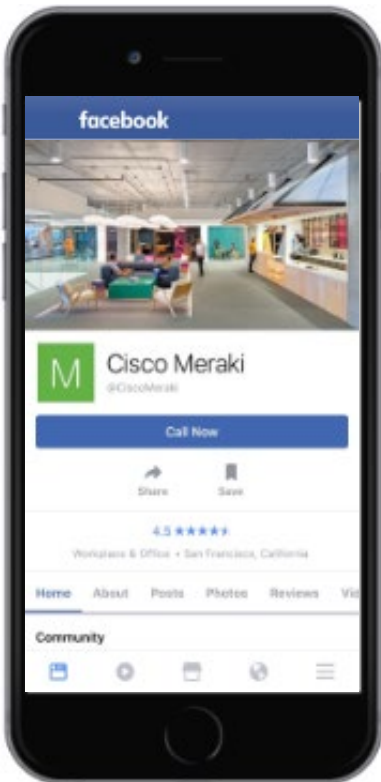 facebook
M
Cisco Meraki
@CiscoMeraki
Call Now
Share Save
4.5 ★★★★★
Workplace & Office • San Francisco, California
Home About Posts Photos Reviews Vid
Community